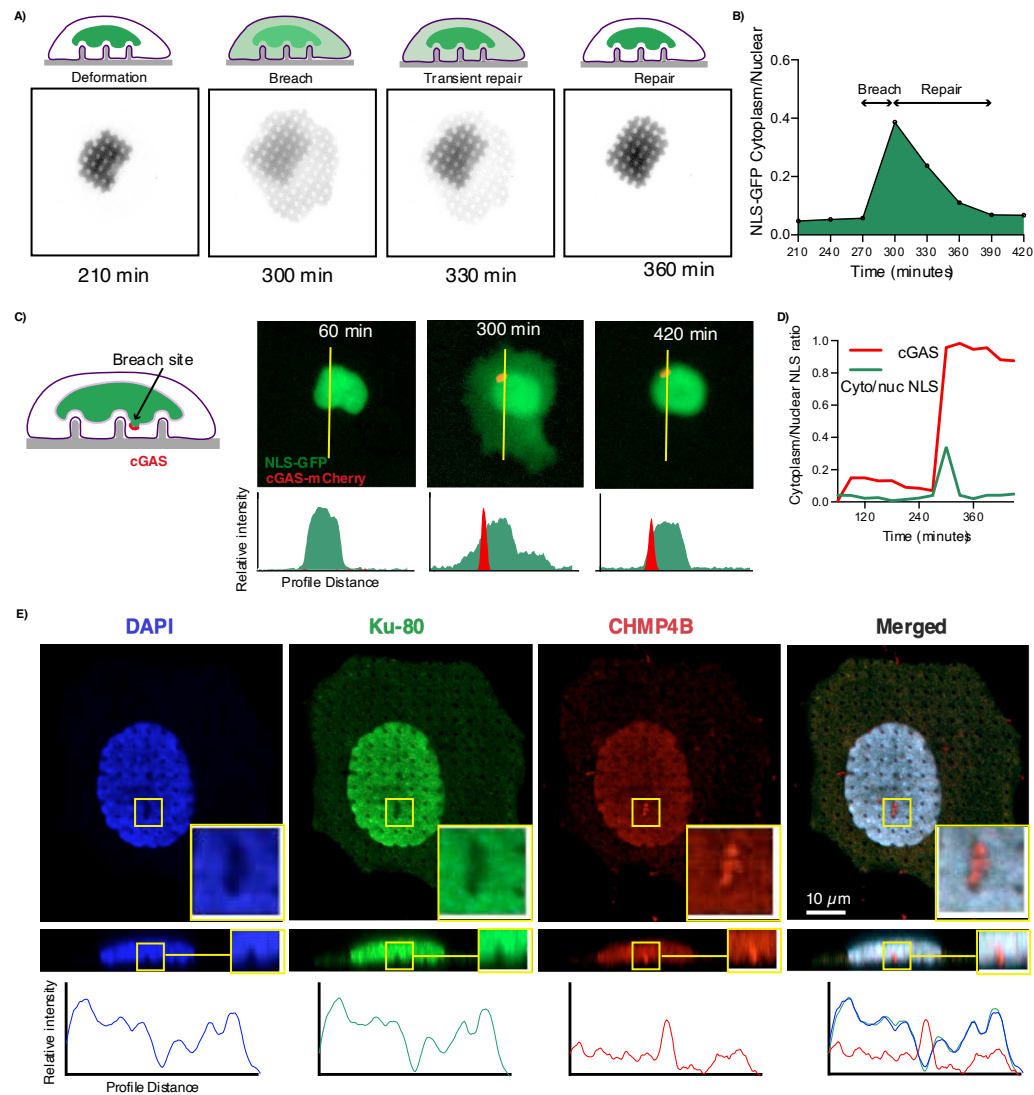 A)
Deformation
Breach
Transient repair
Repair
210 min
300 min
330 min
360 min
B)
NLS-GFP Cytoplasm/Nuclear
0.6
0.4
0.2
0.0
Breach
Repair
210 240 270 300 330 360 390 420
Time (minutes)
C)
Breach site
cGAS
60 min
NLS-GFP
cGAS-mCherry
300 min
420 min
Relative intensity
Profile Distance
D)
Cytoplasm/Nuclear NLS ratio
1.0
0.8
0.6
0.4
0.2
0.0
cGAS
Cyto/nuc NLS
120 240 360
Time (minutes)
E)
DAPI
Ku-80
CHMP4B
Merged
10 µm
Relative intensity
Profile Distance